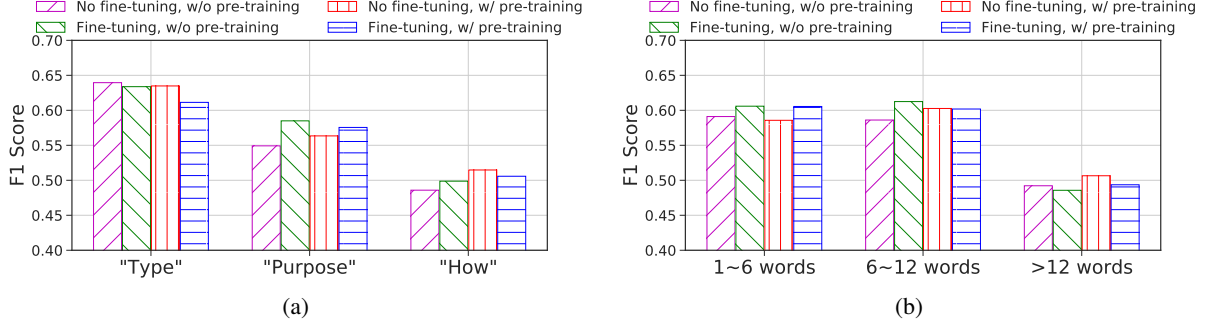 No fine-tuning, w/o pre-training No fine-tuning, w/ pre-training
Fine-tuning, w/o pre-training Fine-tuning, w/ pre-training
0.70
0.65
0.60
0.55
0.50
0.45
0.40
F1 Score
"Type" "Purpose" "How"
(a)
No fine-tuning, w/o pre-training No fine-tuning, w/ pre-training
Fine-tuning, w/o pre-training Fine-tuning, w/ pre-training
0.70
0.65
0.60
0.55
0.50
0.45
0.40
F1 Score
1~6 words 6~12 words >12 words
(b)